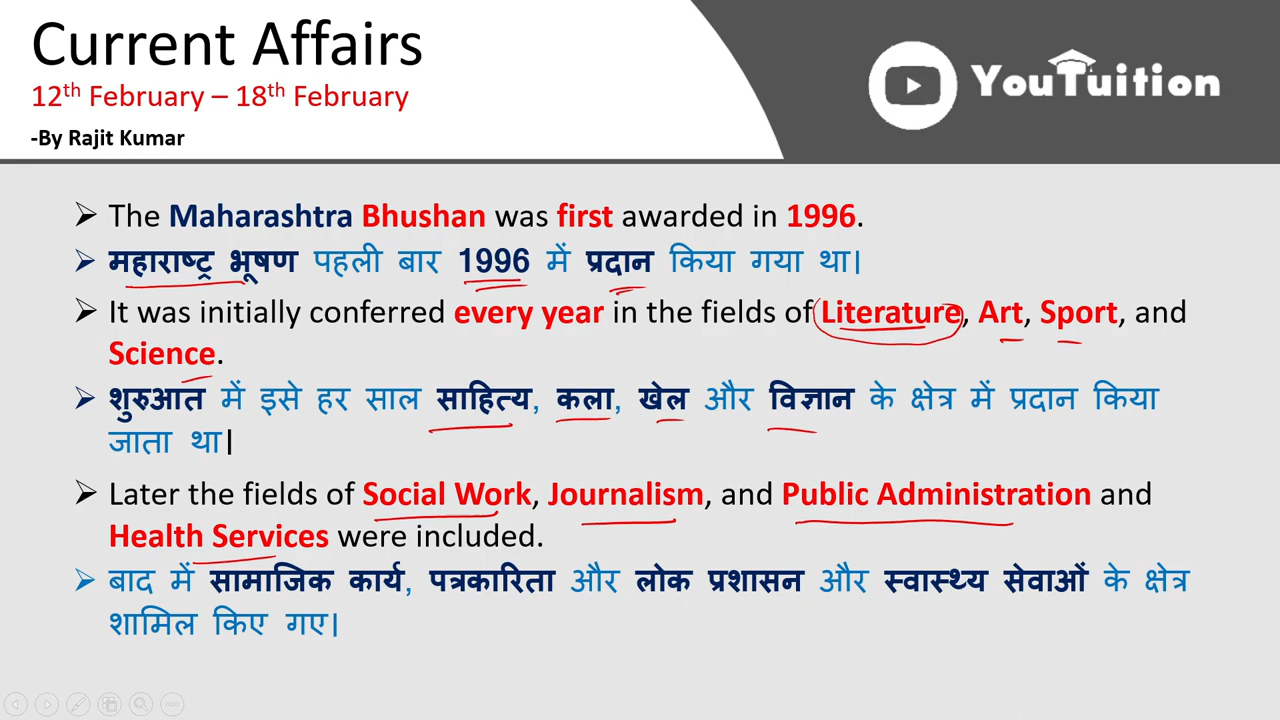 Current Affairs
12th February – 18th February
-By Rajit Kumar
YouTuition
➢ The Maharashtra Bhushan was first awarded in 1996.
➢ महाराष्ट्र भूषण पहली बार 1996 में प्रदान किया गया था।
➢ It was initially conferred every year in the fields of Literature, Art, Sport, and
Science.
➢ शुरुआत में इसे हर साल साहित्य, कला, खेल और विज्ञान के क्षेत्र में प्रदान किया
जाता था|
➢ Later the fields of Social Work, Journalism, and Public Administration and
Health Services were included.
➢ बाद में सामाजिक कार्य, पत्रकारिता और लोक प्रशासन और स्वास्थ्य सेवाओं के क्षेत्र
शामिल किए गए।